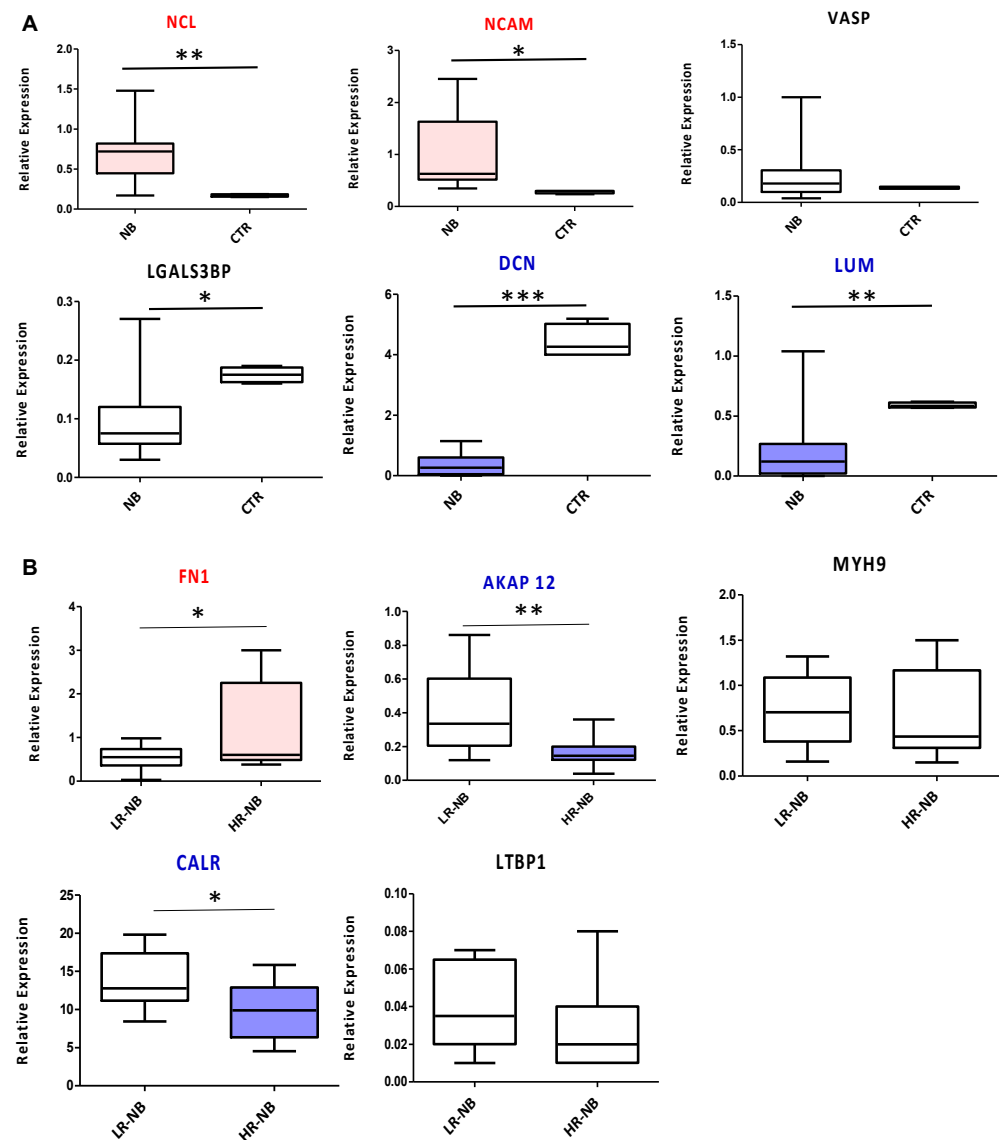 A
NCL
**
Relative Expression
2.0
1.5
1.0
0.5
0.0
NB
CTR
NCAM
*
Relative Expression
3
2
1
0
NB
CTR
VASP
Relative Expression
1.5
1.0
0.5
0.0
NB
CTR
LGALS3BP
*
Relative Expression
0.3
0.2
0.1
0.0
NB
CTR
DCN
***
Relative Expression
6
4
2
0
NB
CTR
LUM
**
Relative Expression
1.5
1.0
0.5
0.0
NB
CTR
B
FN1
*
Relative Expression
4
3
2
1
0
LR-NB
HR-NB
AKAP 12
**
Relative Expression
1.0
0.8
0.6
0.4
0.2
0.0
LR-NB
HR-NB
MYH9
Relative Expression
2.0
1.5
1.0
0.5
0.0
LR-NB
HR-NB
CALR
*
Relative Expression
25
20
15
10
5
0
LR-NB
HR-NB
LTBP1
Relative Expression
0.10
0.08
0.06
0.04
0.02
0.00
LR-NB
HR-NB